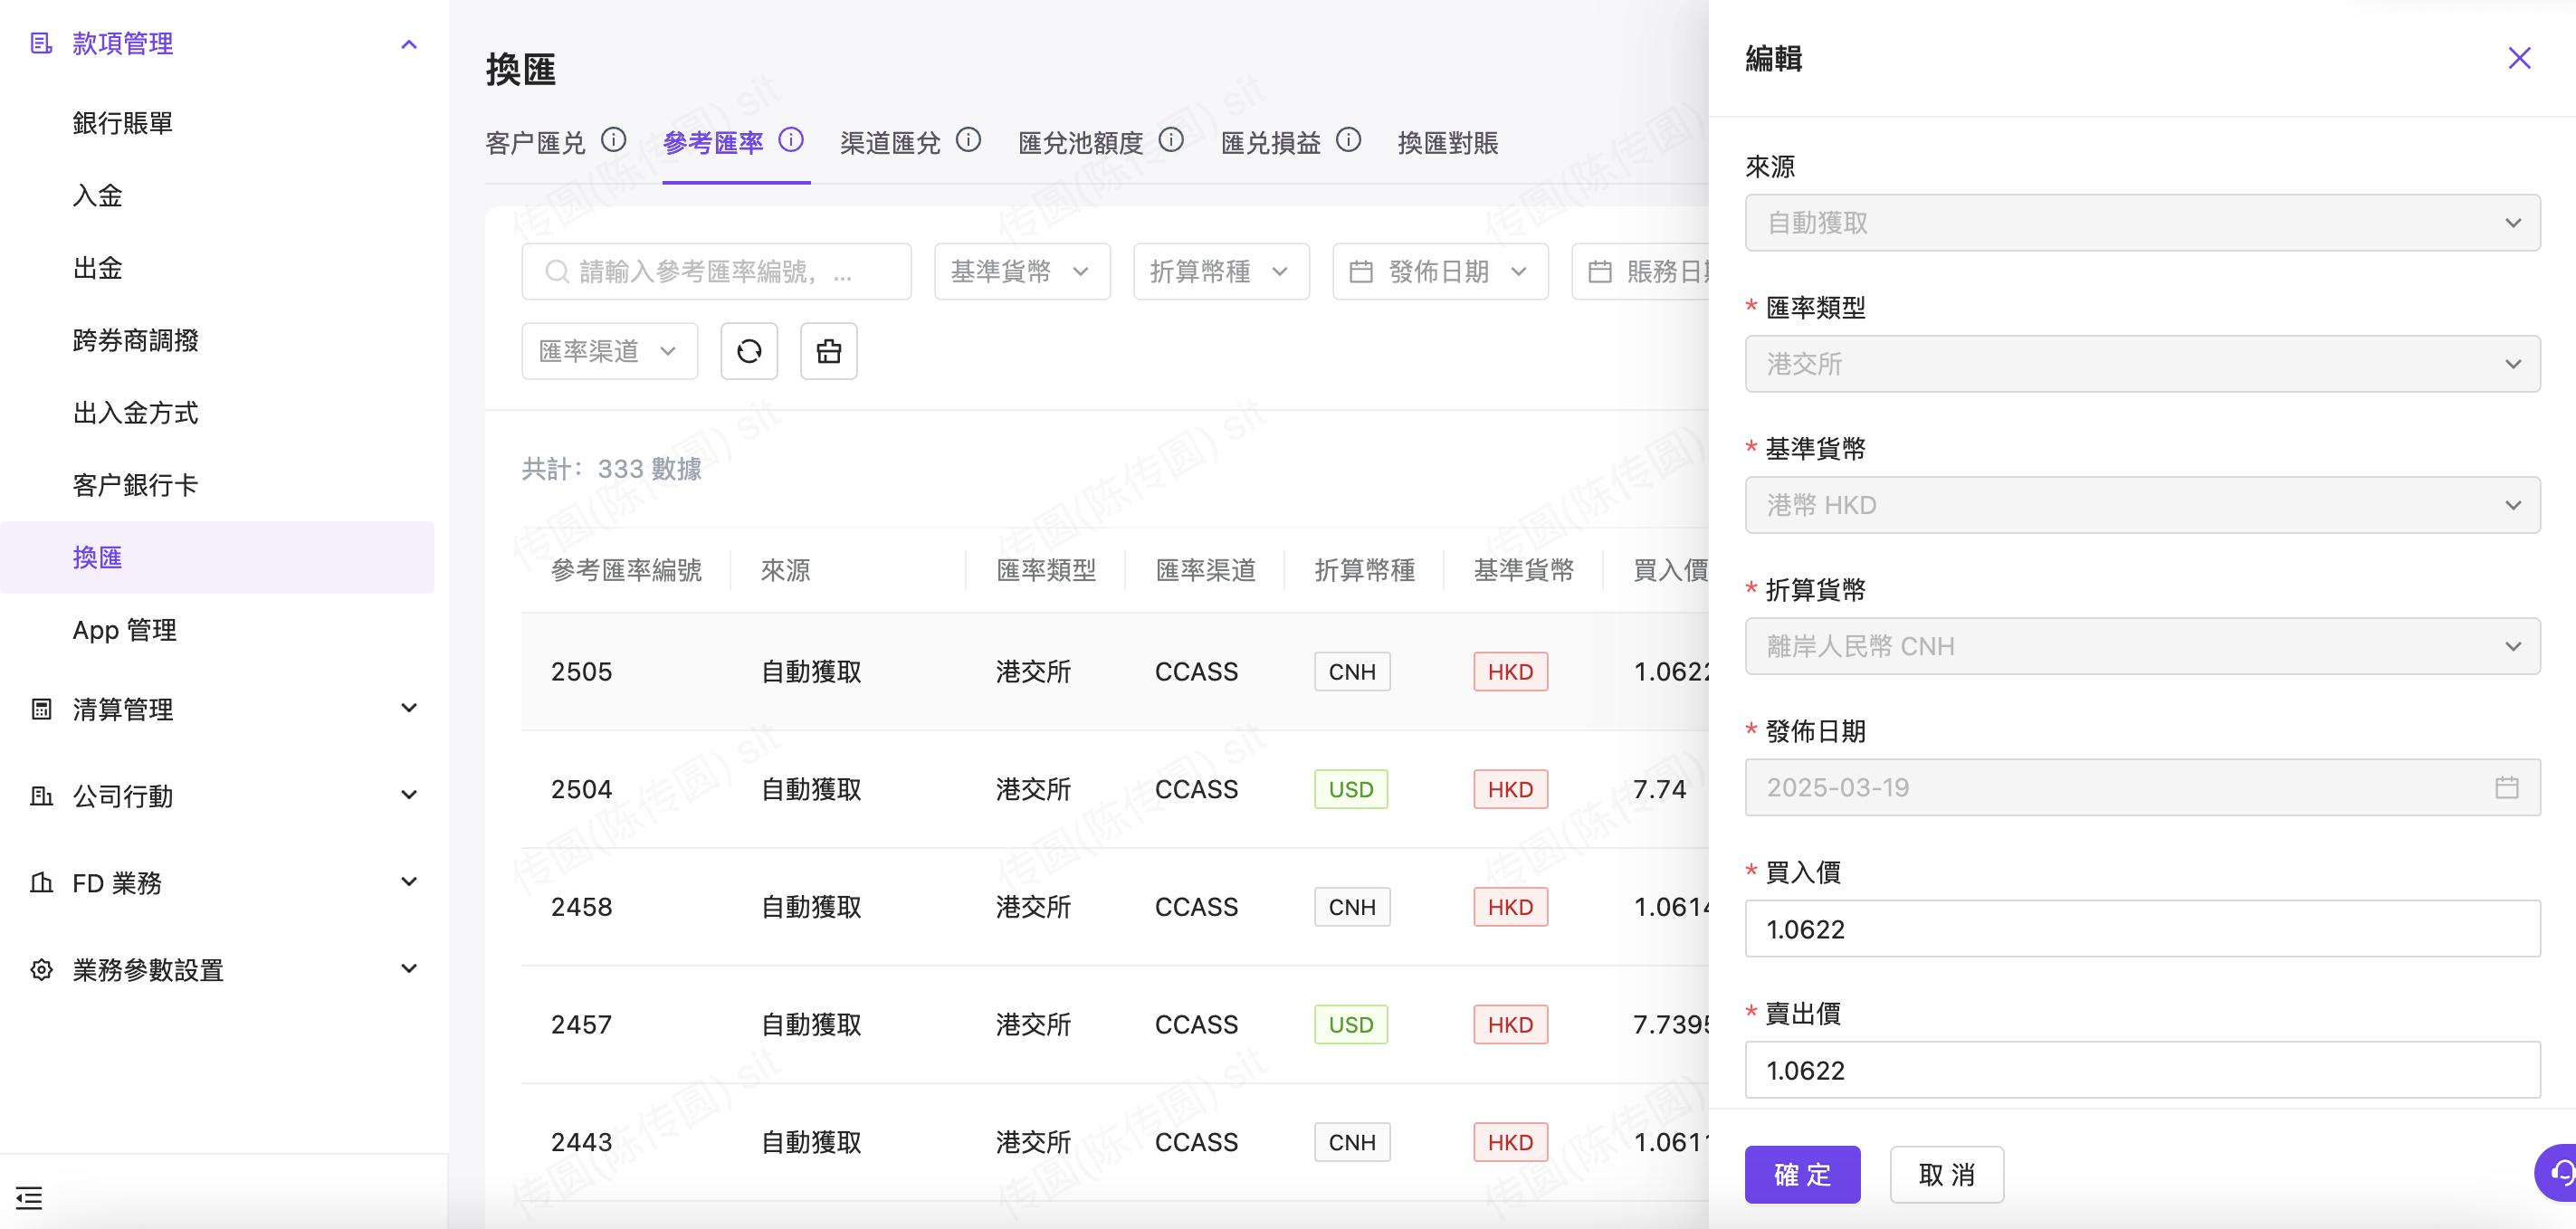 款項管理
銀行賬單
入金
出金
跨券商調撥
出入金方式
客户銀行卡
換匯
App 管理
清算管理
公司行動
FD 業務
業務參數設置
換匯
客户匯兑 參考匯率 渠道匯兌 匯兌池額度 匯兑損益 換匯對賬
請輸入參考匯率編號，... 基準貨幣 折算幣種 發佈日期 賬務日期
匯率渠道
共計：333 數據
參考匯率編號 來源 匯率類型 匯率渠道 折算幣種 基準貨幣 買入價
2505 自動獲取 港交所 CCASS CNH HKD 1.0622
2504 自動獲取 港交所 CCASS USD HKD 7.74
2458 自動獲取 港交所 CCASS CNH HKD 1.0614
2457 自動獲取 港交所 CCASS USD HKD 7.7395
2443 自動獲取 港交所 CCASS CNH HKD 1.0611
传圆(陈传圆) sit
編輯
來源
自動獲取
* 匯率類型
港交所
* 基準貨幣
港幣 HKD
* 折算貨幣
離岸人民幣 CNH
* 發佈日期
2025-03-19
* 買入價
1.0622
* 賣出價
1.0622
確 定 取 消